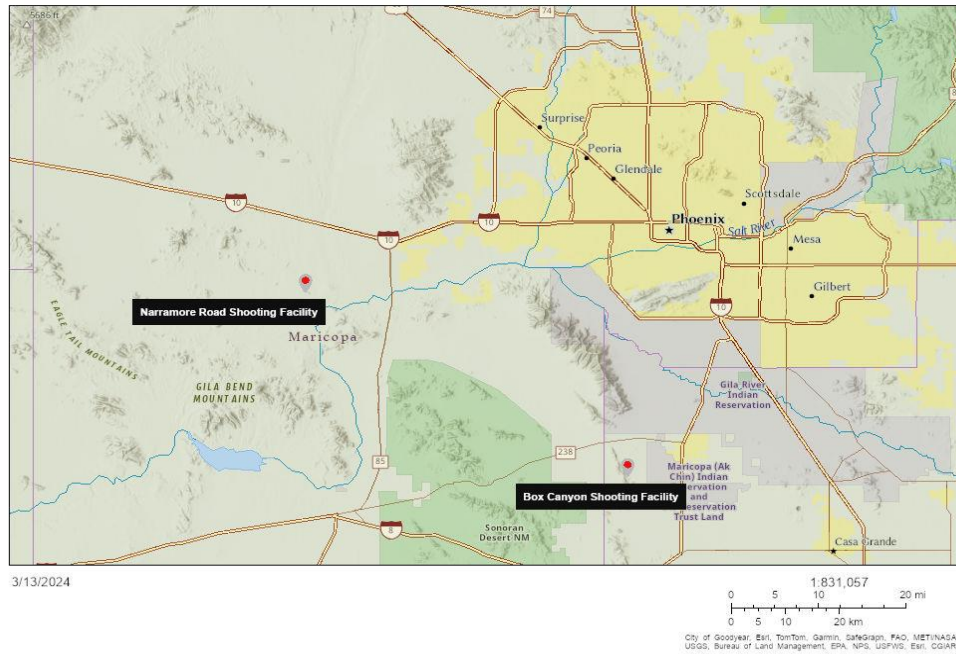 5686 ft
74
Surprise
Peoria
Glendale
Scottsdale
10
10
10
Phoenix
Salt River
Mesa
Gilbert
10
Narramore Road Shooting Facility
Maricopa
EAGLE TAIL MOUNTAINS
GILA BEND
MOUNTAINS
Gila River
Indian
Reservation
85
238
Maricopa (Ak
Chin) Indian
and
Trust Land
Box Canyon Shooting Facility
Sonoran
Desert NM
8
Casa Grande
3/13/2024
1:831,057
0 5 10 20 mi
0 5 10 20 km
City of Goodyear, Esri, TomTom, Garmin, SafeGraph, FAO, METI/NASA
USGS, Bureau of Land Management, EPA, NPS, USFWS, Esri, CGIAR